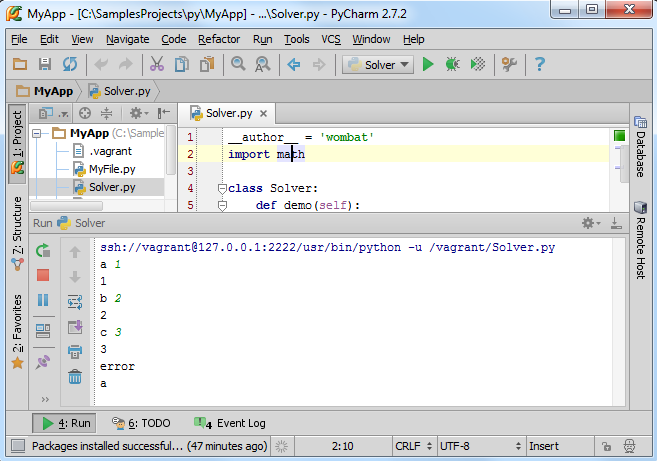 MyApp - [C:\SamplesProjects\py\MyApp] - ...\Solver.py - PyCharm 2.7.2
File Edit View Navigate Code Refactor Run Tools VCS Window Help
Solver
MyApp Solver.py
1: Project
Solver.py
MyApp (C:\Sample
.vagrant
MyFile.py
Solver.py
1 __author__ = 'wombat'
2 import math
3
4 class Solver:
5 def demo(self):
Database
Remote Host
Z: Structure
2: Favorites
Run Solver
ssh://vagrant@127.0.0.1:2222/usr/bin/python -u /vagrant/Solver.py
a 1
1
b 2
2
c 3
3
error
a
4: Run 6: TODO 4 Event Log
Packages installed successful... (47 minutes ago) 2:10 CRLF UTF-8 Insert